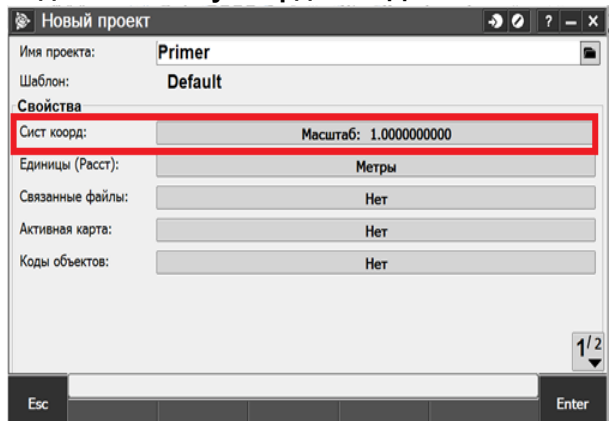 Новый проект ? – x
Имя проекта: Primer
Шаблон: Default
Свойства
Сист коорд: Масштаб: 1.0000000000
Единицы (Расст): Метры
Связанные файлы: Нет
Активная карта: Нет
Коды объектов: Нет
1/2
Esc Enter